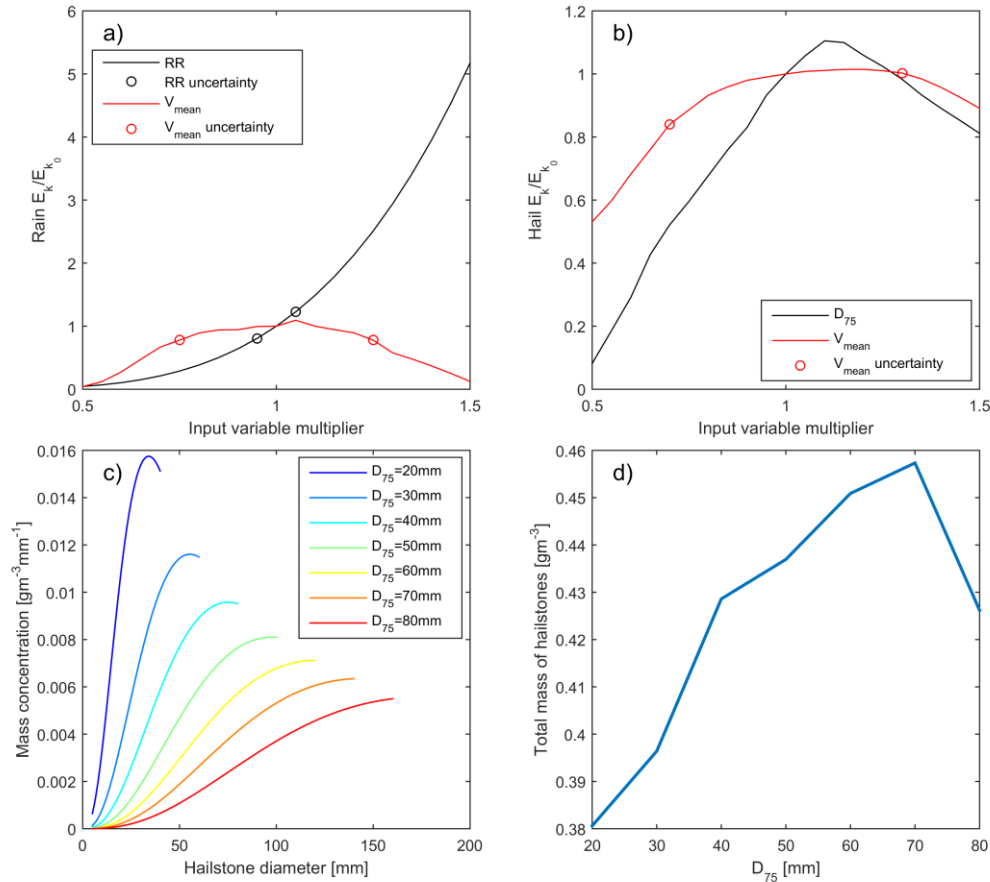 a)
RR
RR uncertainty
V_mean
V_mean uncertainty
Rain E_k/E_k_0
6
5
4
3
2
1
0
0.5
1
1.5
Input variable multiplier
b)
D_75
V_mean
V_mean uncertainty
Hail E_k/E_k_0
1.2
1
0.8
0.6
0.4
0.2
0
0.5
1
1.5
Input variable multiplier
c)
D_75=20mm
D_75=30mm
D_75=40mm
D_75=50mm
D_75=60mm
D_75=70mm
D_75=80mm
Mass concentration [gm^-3mm^-1]
0.016
0.014
0.012
0.01
0.008
0.006
0.004
0.002
0
0
50
100
150
200
Hailstone diameter [mm]
d)
Total mass of hailstones [gm^-3]
0.46
0.45
0.44
0.43
0.42
0.41
0.4
0.39
0.38
20
30
40
50
60
70
80
D_75 [mm]